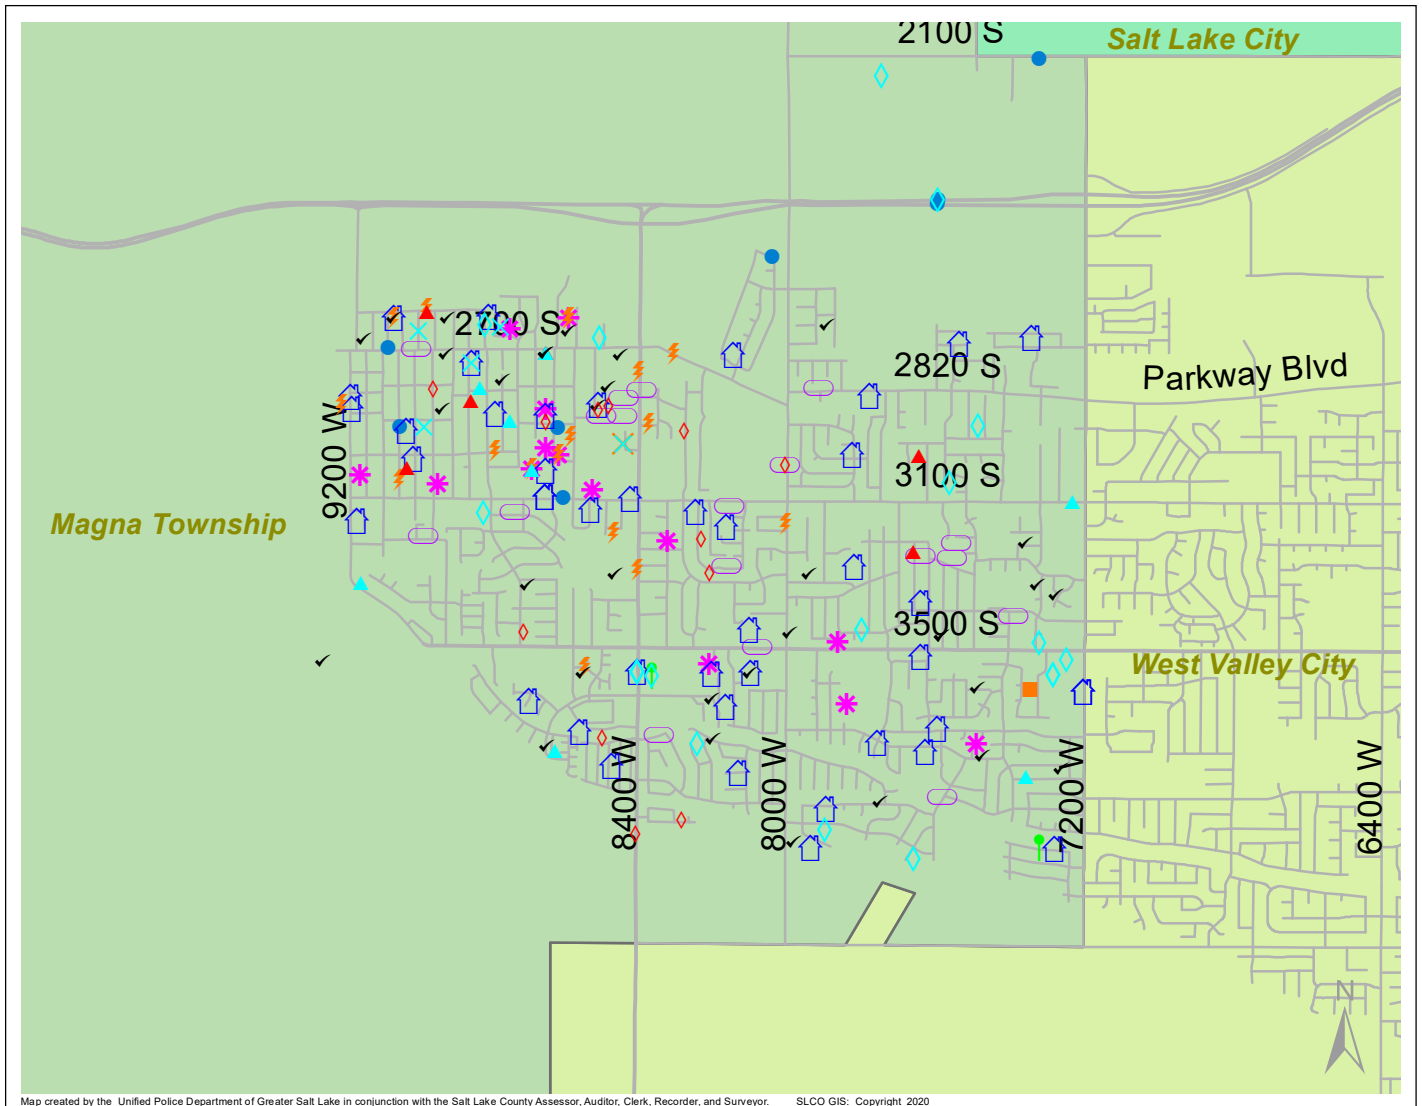 2100 S
Salt Lake City
2700 S
2820 S
Parkway Blvd
9200 W
3100 S
Magna Township
3500 S
West Valley City
8400 W
8000 W
7200 W
6400 W
N
Map created by the Unified Police Department of Greater Salt Lake in conjunction with the Salt Lake County Assessor, Auditor, Clerk, Recorder, and Surveyor. SLCO GIS: Copyright 2020